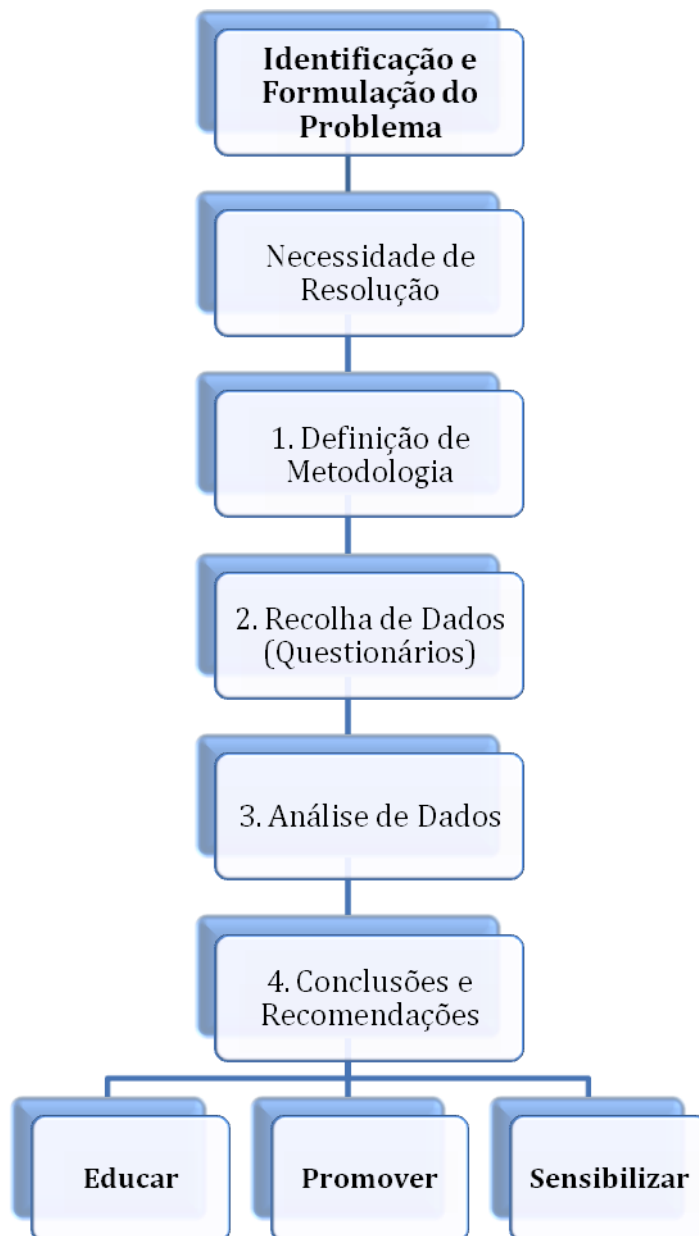 Identificação e
Formulação do
Problema
Necessidade de
Resolução
1. Definição de
Metodologia
2. Recolha de Dados
(Questionários)
3. Análise de Dados
4. Conclusões e
Recomendações
Educar
Promover
Sensibilizar